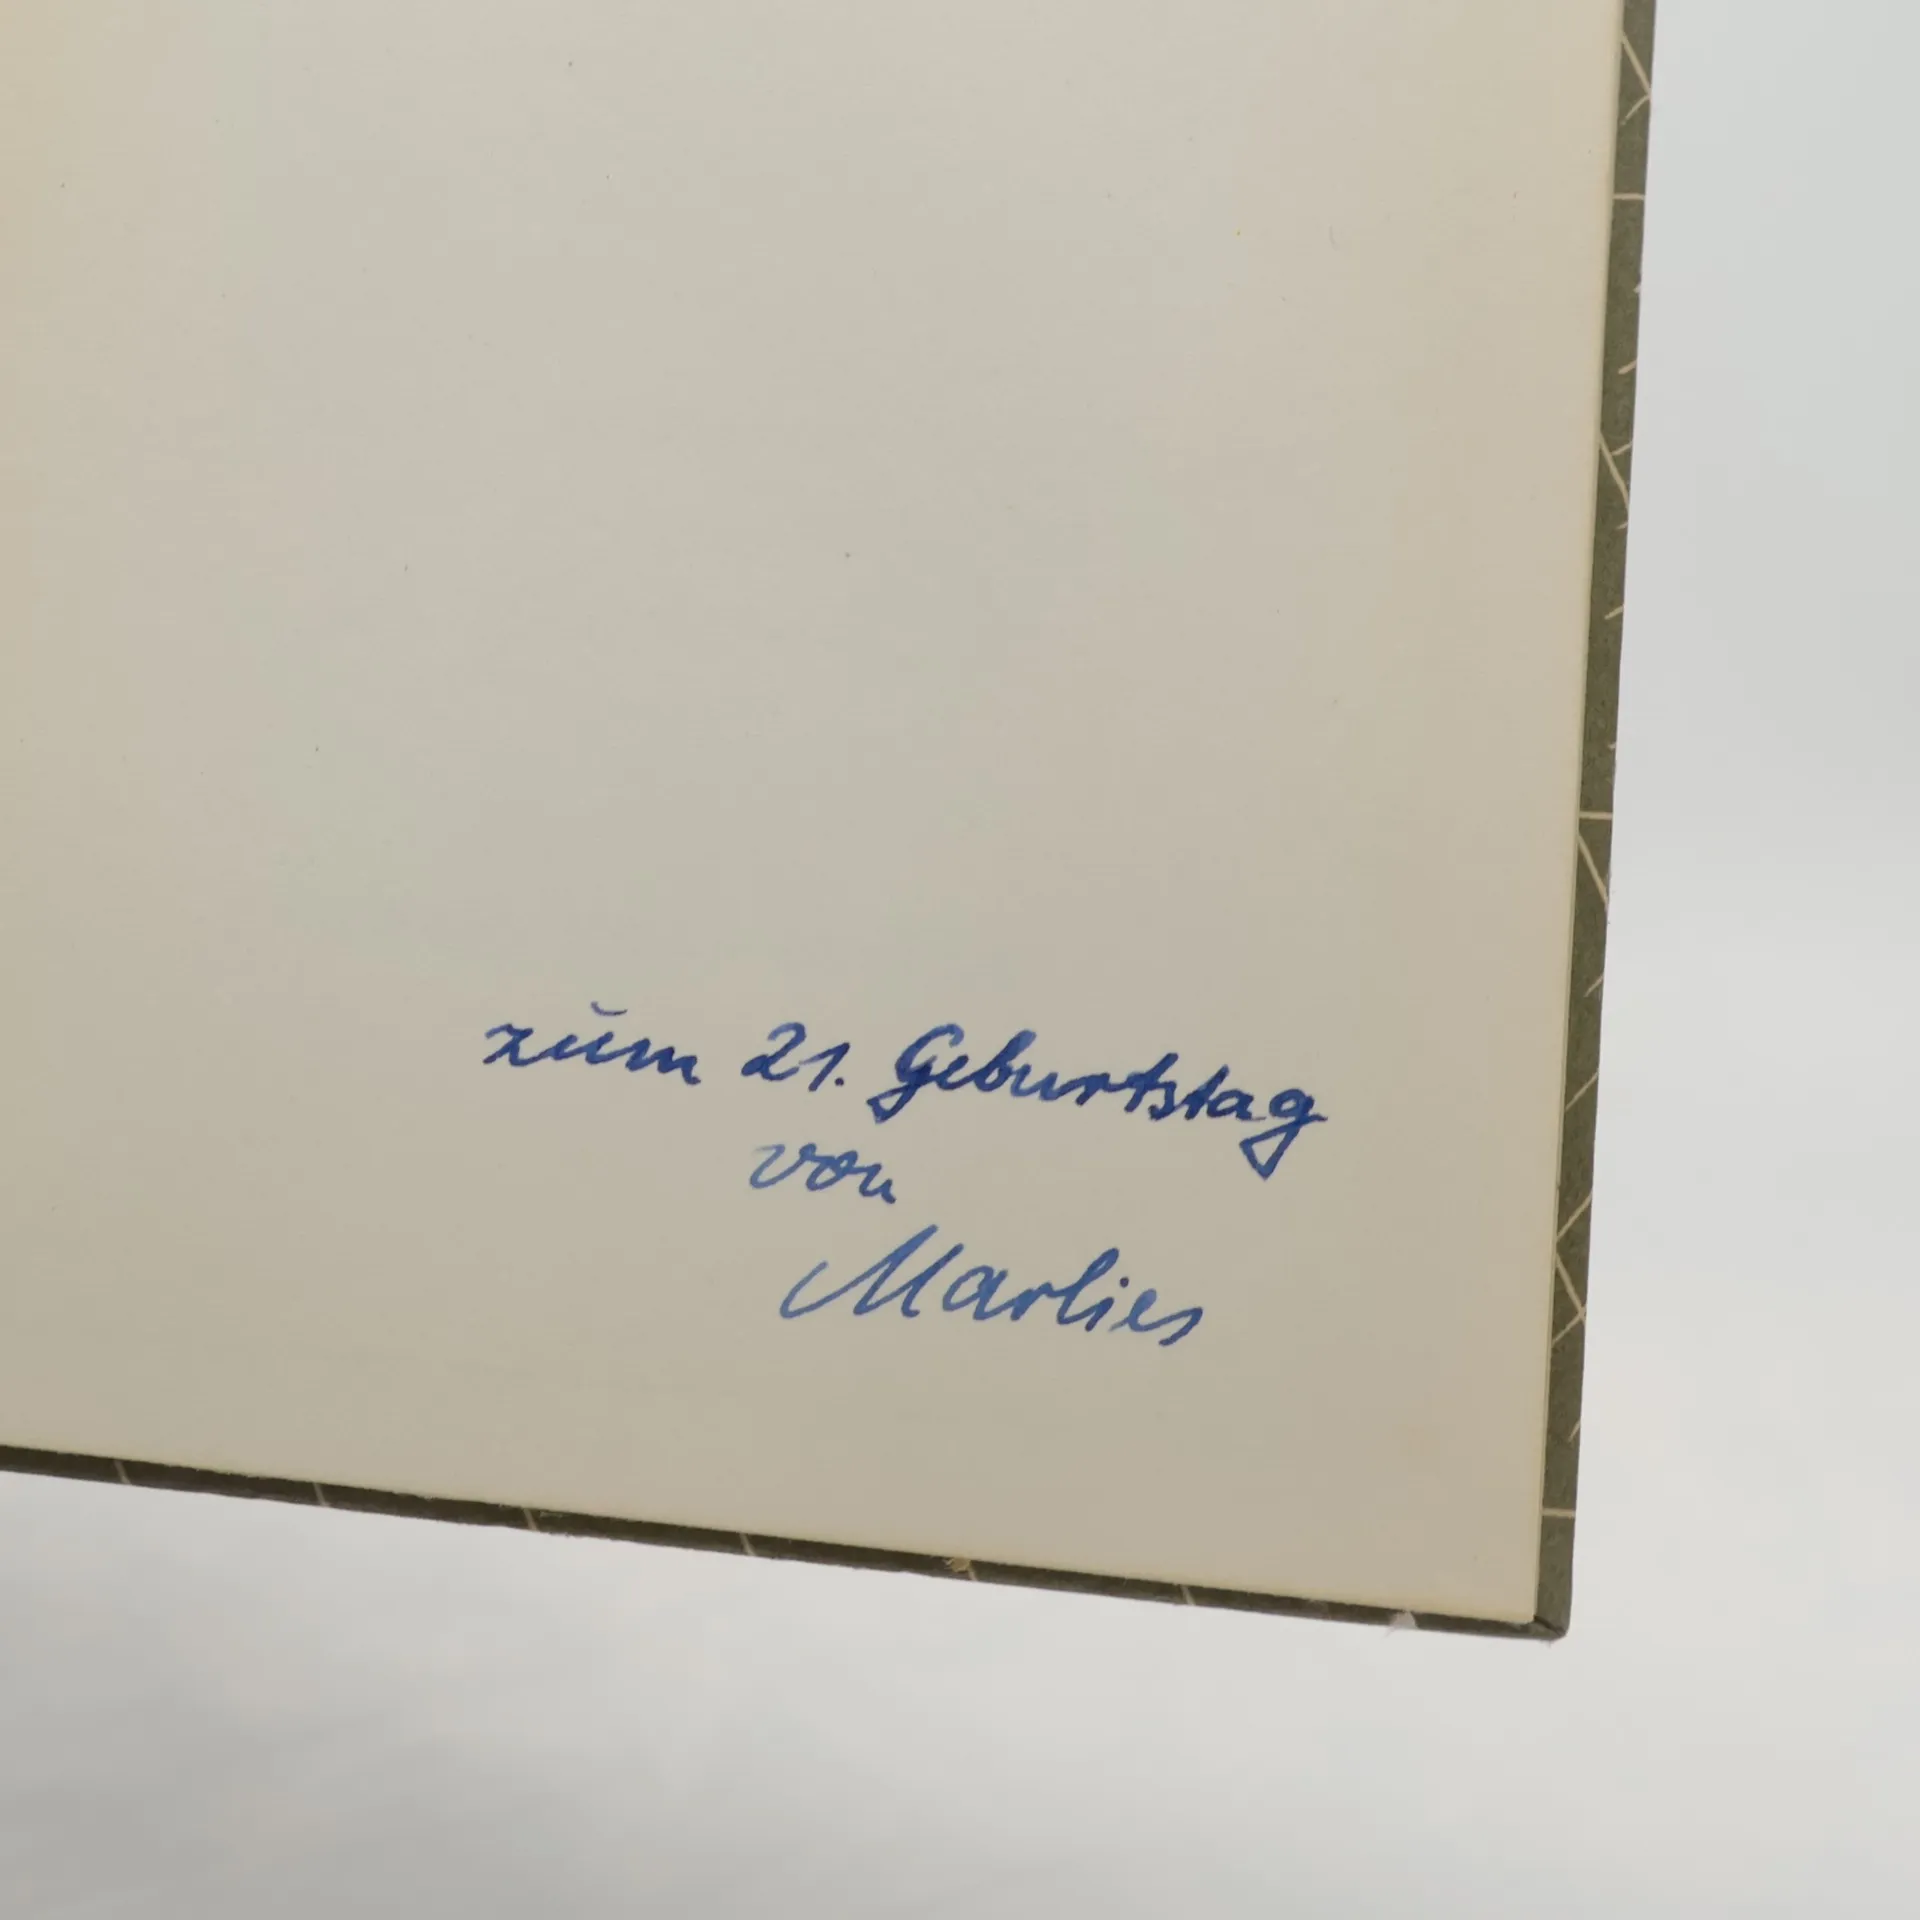 zum 21. Geburtstag
von
Marlies